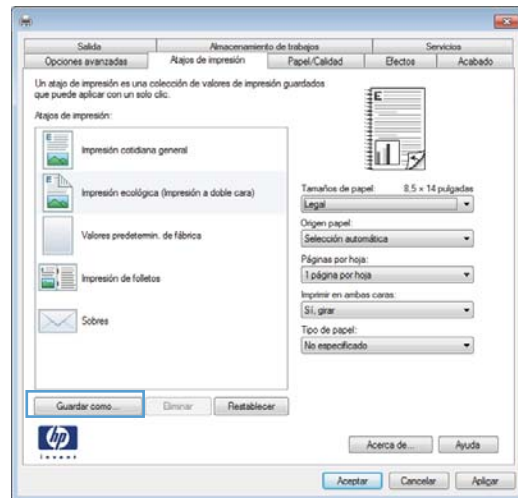 Salida
Almacenamiento de trabajos
Servicios
Opciones avanzadas
Atajos de impresión
Papel/Calidad
Efectos
Acabado
Un atajo de impresión es una colección de valores de impresión guardados
que puede aplicar con un solo clic.
Atajos de impresión:
E
Impresión cotidiana general
E
Impresión ecológica (Impresión a doble cara)
Valores predetermin. de fábrica
Impresión de folletos
Sobres
E
Tamaños de papel: 8,5 × 14 pulgadas
Legal
Origen papel:
Selección automática
Páginas por hoja:
1 página por hoja
Imprimir en ambas caras:
Sí, girar
Tipo de papel:
No especificado
Guardar como...
Eliminar
Restablecer
hp
invent
Acerca de...
Ayuda
Aceptar
Cancelar
Aplicar